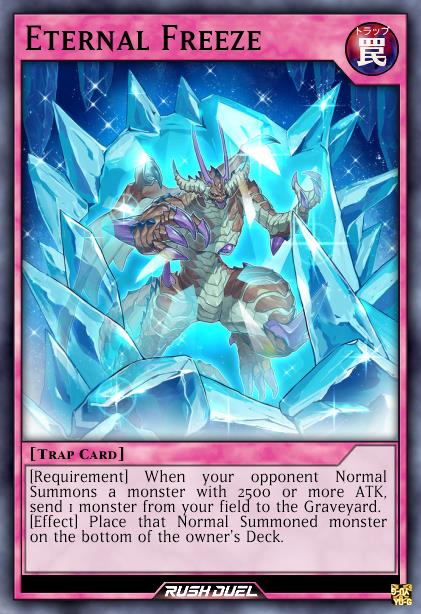 Eternal Freeze
トラップ
罠
[Trap Card]
[Requirement] When your opponent Normal
Summons a monster with 2500 or more ATK,
send 1 monster from your field to the Graveyard.
[Effect] Place that Normal Summoned monster
on the bottom of the owner's Deck.
RUSH DUEL